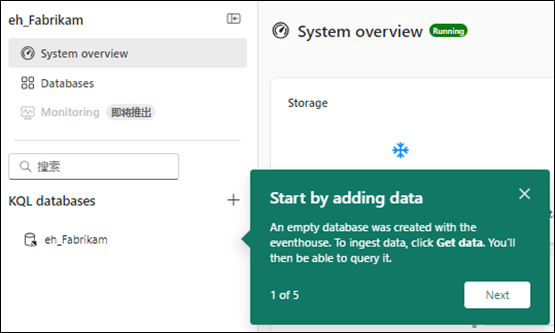 eh_Fabrikam
System overview
Databases
Monitoring 即将推出
搜索
KQL databases
eh_Fabrikam
System overview Running
Storage
Start by adding data
An empty database was created with the
eventhouse. To ingest data, click Get data. You'll
then be able to query it.
1 of 5
Next